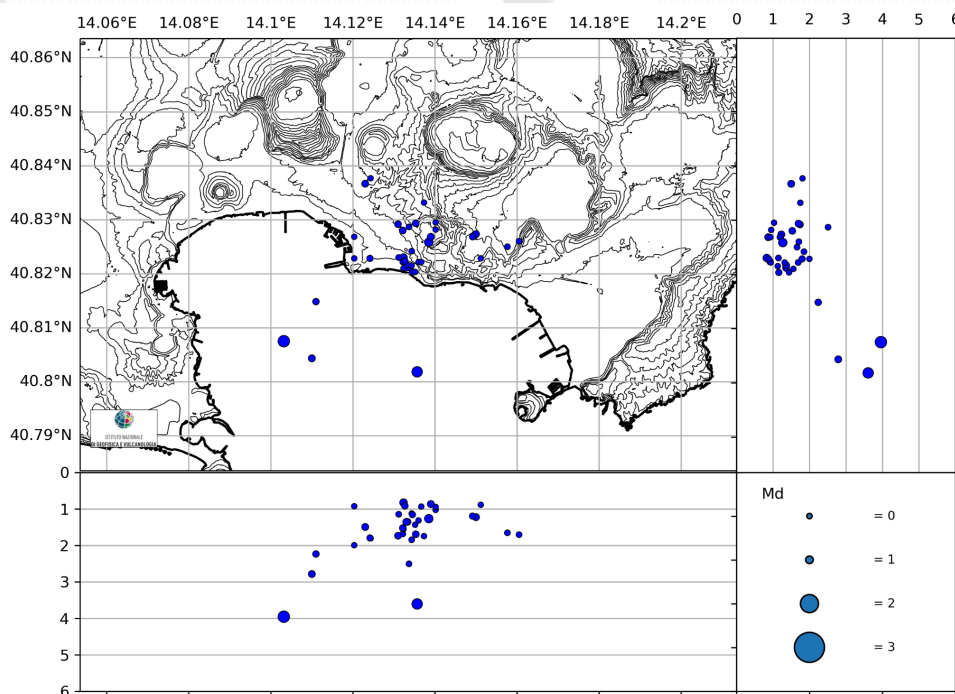 14.06°E 14.08°E 14.1°E 14.12°E 14.14°E 14.16°E 14.18°E 14.2°E 0 1 2 3 4 5 6
40.86°N
40.85°N
40.84°N
40.83°N
40.82°N
40.81°N
40.8°N
40.79°N
ISTITUTO NAZIONALE
DI GEOFISICA E VULCANOLOGIA
0
1
2
3
4
5
6
Md
= 0
= 1
= 2
= 3